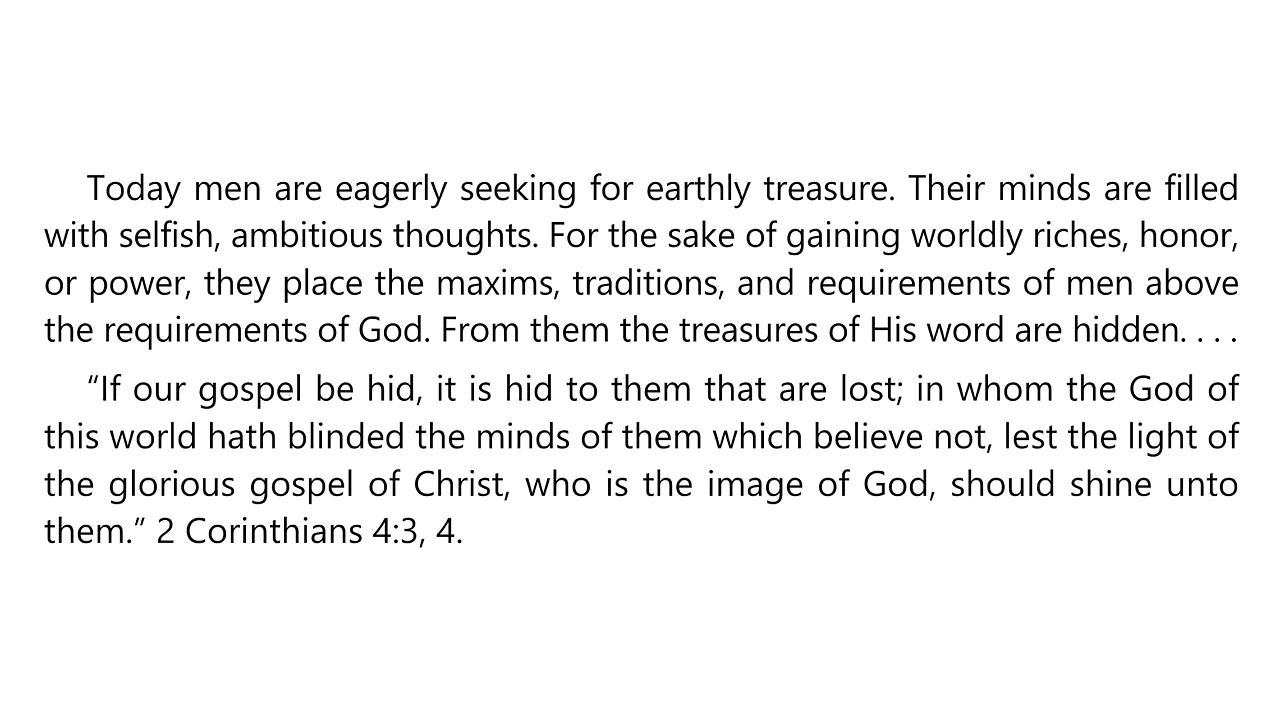 Today men are eagerly seeking for earthly treasure. Their minds are filled
with selfish, ambitious thoughts. For the sake of gaining worldly riches, honor,
or power, they place the maxims, traditions, and requirements of men above
the requirements of God. From them the treasures of His word are hidden. . . .
“If our gospel be hid, it is hid to them that are lost; in whom the God of
this world hath blinded the minds of them which believe not, lest the light of
the glorious gospel of Christ, who is the image of God, should shine unto
them.” 2 Corinthians 4:3, 4.